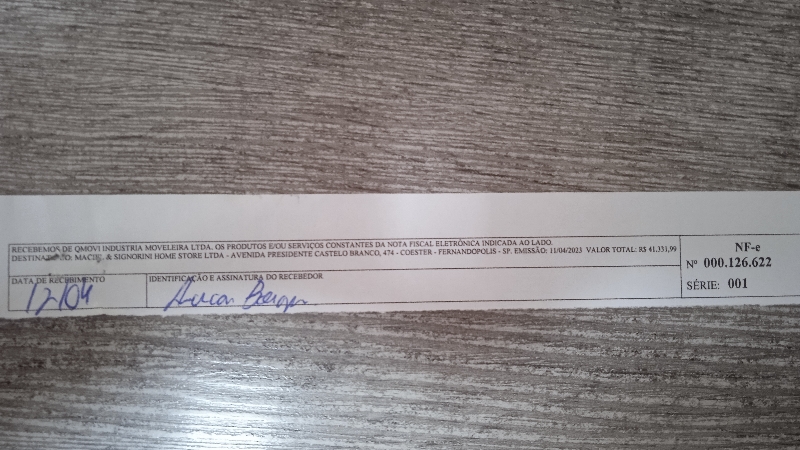 RECEBEMOS DE QMOVI INDUSTRIA MOVELEIRA LTDA. OS PRODUTOS E/OU SERVIÇOS CONSTANTES DA NOTA FISCAL ELETRÔNICA INDICADA AO LADO.
DESTINATÁRIO: & SIGNORINI HOME STORE LTDA - AVENIDA PRESIDENTE CASTELO BRANCO, 474 - COESTER - FERNANDOPOLIS - SP. EMISSÃO: 11/04/2023 VALOR TOTAL: R$ 41.331,99
DATA DE RECEBIMENTO
12/04
IDENTIFICAÇÃO E ASSINATURA DO RECEBEDOR
NF-e
Nº 000.126.622
SÉRIE: 001